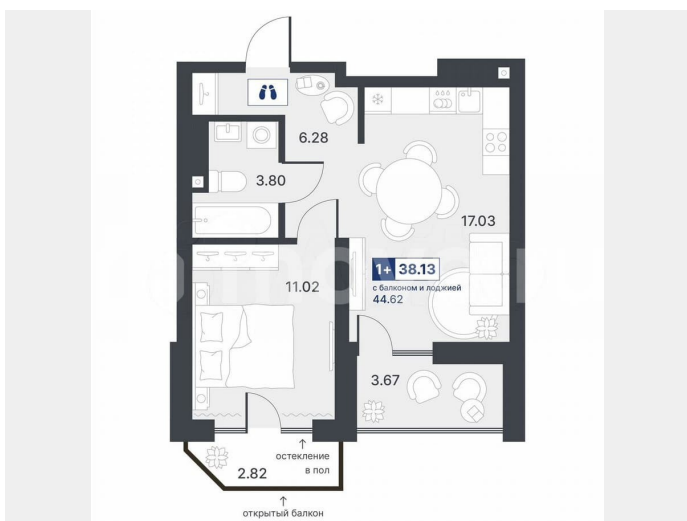 6.28
3.80
17.03
1+ 38.13
с балконом и лоджией
44.62
11.02
3.67
остекление
в пол
2.82
открытый балкон